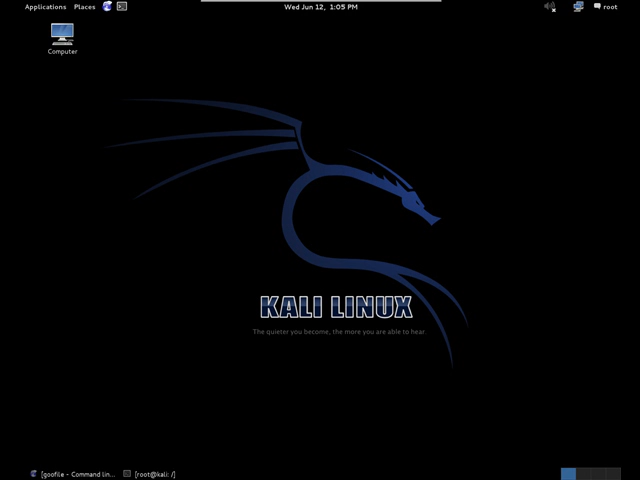 Applications Places Wed Jun 12, 1:05 PM root
Computer
KALI LINUX
The quieter you become, the more you are able to hear.
[goofile - Command lin... [root@kali: /]